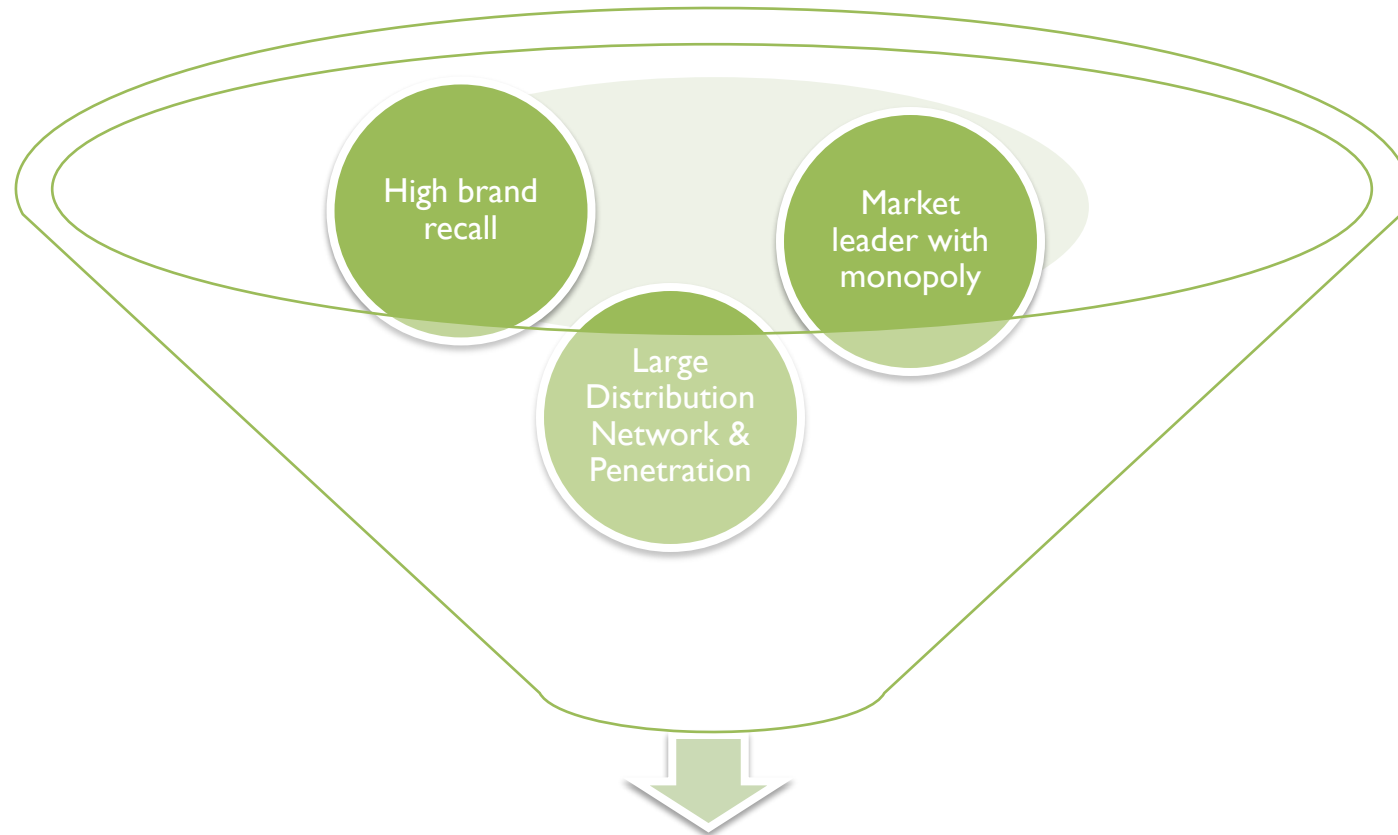 High brand
recall
Market
leader with
monopoly
Large
Distribution
Network &
Penetration